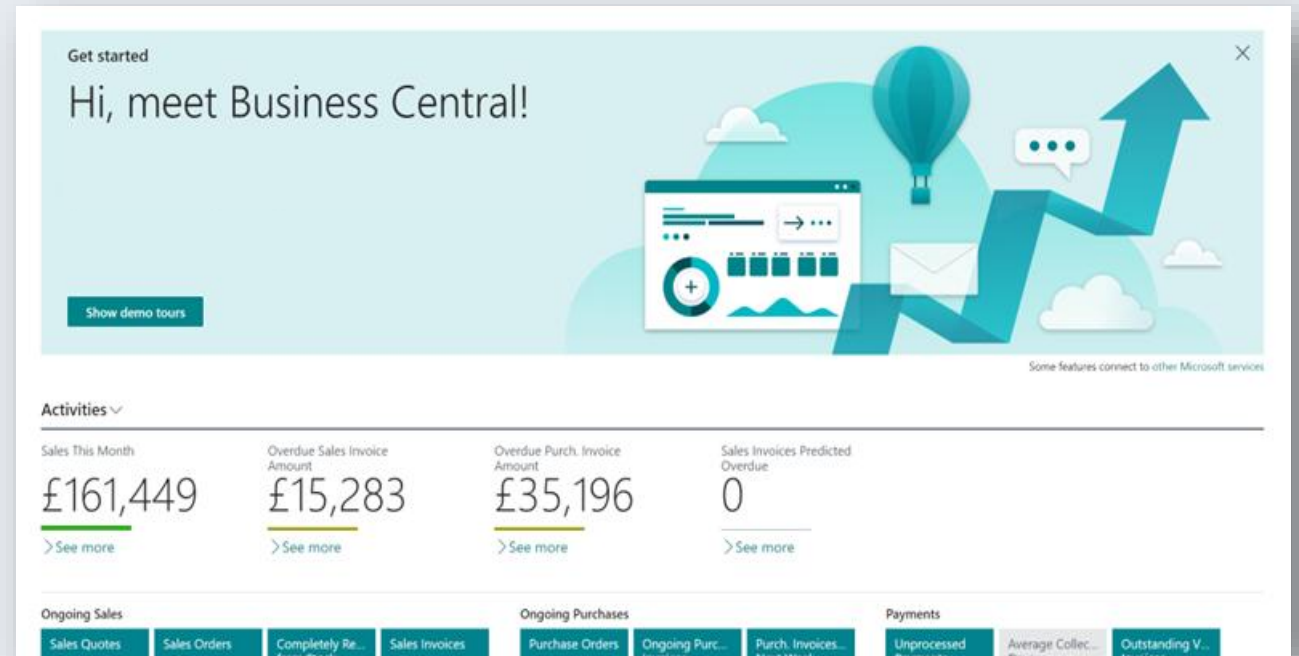 Get started
Hi, meet Business Central!
Show demo tours
Some features connect to other Microsoft services
Activities
Sales This Month
£161,449
See more
Overdue Sales Invoice
Amount
£15,283
See more
Overdue Purch. Invoice
Amount
£35,196
See more
Sales Invoices Predicted
Overdue
0
See more
Ongoing Sales
Sales Quotes
Sales Orders
Completely Re...
Sales Invoices
Ongoing Purchases
Purchase Orders
Ongoing Purc...
Purch. Invoices...
Payments
Unprocessed
Average Collec...
Outstanding V...